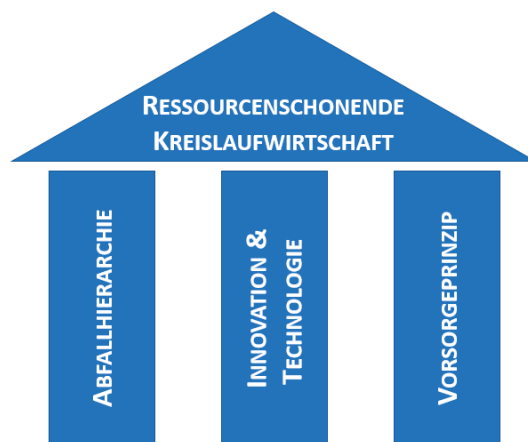 RESSOURCENSCHONENDE
KREISLAUFWIRTSCHAFT
ABFALLHIERARCHIE
INNOVATION &
TECHNOLOGIE
VORSORGEPRINZIP